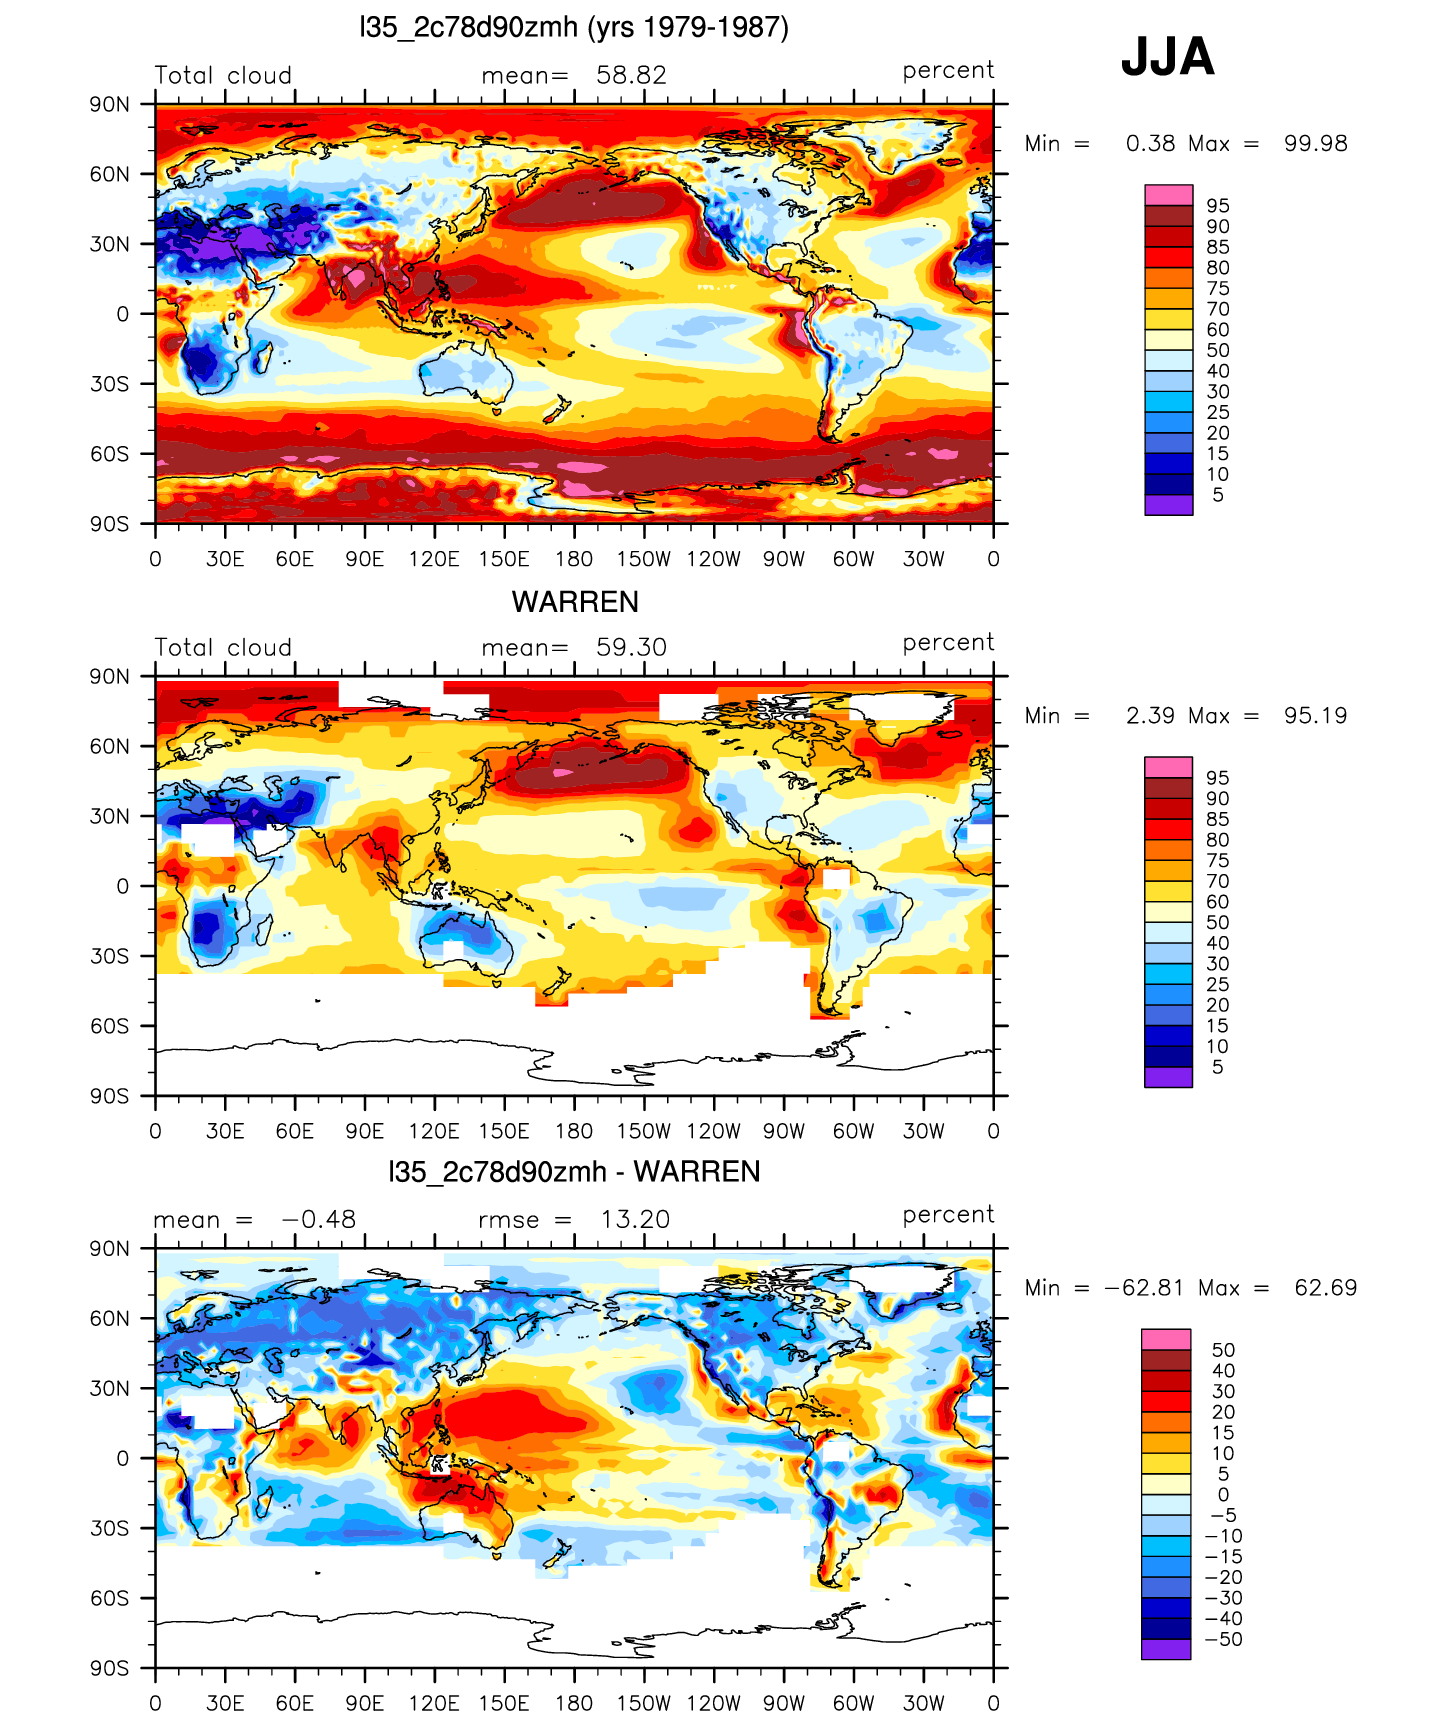 l35_2c78d90zmh (yrs 1979-1987)
JJA
Total cloud mean= 58.82 percent
Min = 0.38 Max = 99.98
90N
60N
30N
0
30S
60S
90S
0 30E 60E 90E 120E 150E 180 150W 120W 90W 60W 30W 0
95
90
85
80
75
70
60
50
40
30
25
20
15
10
5
WARREN
Total cloud mean= 59.30 percent
Min = 2.39 Max = 95.19
90N
60N
30N
0
30S
60S
90S
0 30E 60E 90E 120E 150E 180 150W 120W 90W 60W 30W 0
95
90
85
80
75
70
60
50
40
30
25
20
15
10
5
l35_2c78d90zmh - WARREN
mean = −0.48 rmse = 13.20 percent
Min = −62.81 Max = 62.69
90N
60N
30N
0
30S
60S
90S
0 30E 60E 90E 120E 150E 180 150W 120W 90W 60W 30W 0
50
40
30
20
15
10
5
0
−5
−10
−15
−20
−30
−40
−50